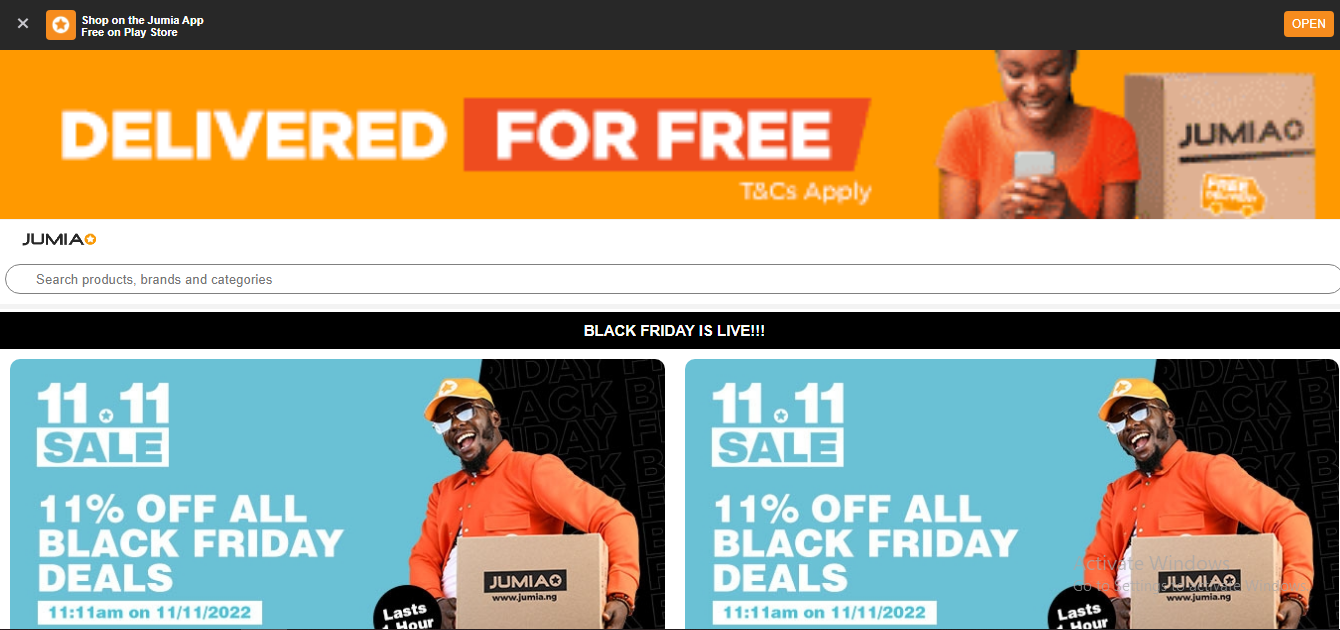 Shop on the Jumia App
Free on Play Store
OPEN
DELIVERED FOR FREE
T&Cs Apply
JUMIA
FREE
DELIVERY
JUMIA
Search products, brands and categories
BLACK FRIDAY IS LIVE!!!
11.11
SALE
11% OFF ALL
BLACK FRIDAY
DEALS
11:11am on 11/11/2022
Lasts
1 Hour
JUMIA
www.jumia.ng
11.11
SALE
11% OFF ALL
BLACK FRIDAY
DEALS
11:11am on 11/11/2022
Lasts
1 Hour
JUMIA
www.jumia.ng
Activate Windows
Go to Settings to activate Windows.